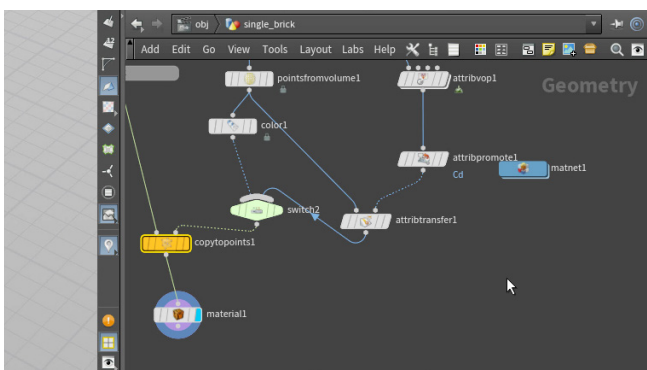 obj single_brick
Add Edit Go View Tools Layout Labs Help
Geometry
pointsfromvolume1
attribvop1
color1
attribpromote1
Cd
matnet1
switch2
attribtransfer1
copytopoints1
material1